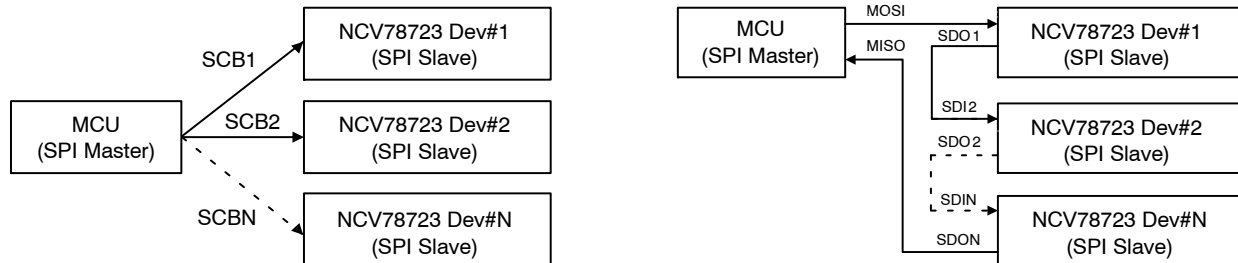 NCV78723 Dev#1
(SPI Slave)
SCB1
MCU
(SPI Master)
SCB2
NCV78723 Dev#2
(SPI Slave)
SCBN
NCV78723 Dev#N
(SPI Slave)
MCU
(SPI Master)
MOSI
MISO
SDO1
NCV78723 Dev#1
(SPI Slave)
SDI2
SDO2
NCV78723 Dev#2
(SPI Slave)
SDIN
SDON
NCV78723 Dev#N
(SPI Slave)